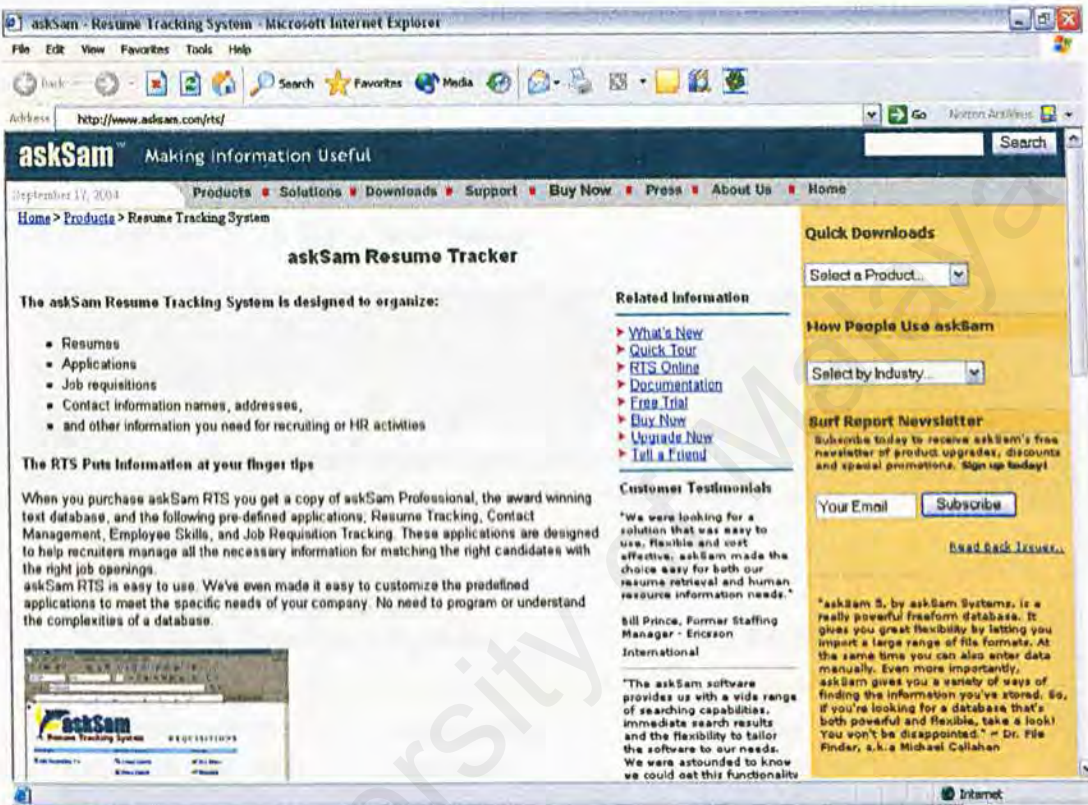 askSam - Resume Tracking System - Microsoft Internet Explorer
File Edit View Favorites Tools Help
Back Search Favorites Media
Address http://www.asksam.com/rts/ Go Norton AntiVirus
askSam™ Making Information Useful Search
September 17, 2004 Products Solutions Downloads Support Buy Now Press About Us Home
Home > Products > Resume Tracking System
askSam Resume Tracker
The askSam Resume Tracking System is designed to organize:
Resumes
Applications
Job requisitions
Contact information names, addresses,
and other information you need for recruiting or HR activities
The RTS Puts Information at your finger tips
When you purchase askSam RTS you get a copy of askSam Professional, the award winning
text database, and the following pre-defined applications; Resume Tracking, Contact
Management, Employee Skills, and Job Requisition Tracking. These applications are designed
to help recruiters manage all the necessary information for matching the right candidates with
the right job openings.
askSam RTS is easy to use. We've even made it easy to customize the predefined
applications to meet the specific needs of your company. No need to program or understand
the complexities of a database.
askSam
Resume Tracking System REQUISITIONS
Related Information
What's New
Quick Tour
RTS Online
Documentation
Free Trial
Buy Now
Upgrade Now
Tell a Friend
Customer Testimonials
"We were looking for a
solution that was easy to
use, flexible and cost
effective, askSam made the
choice easy for both our
resume retrieval and human
resource information needs."
Bill Prince, Former Staffing
Manager - Ericsson
International
"The askSam software
provides us with a wide range
of searching capabilities,
immediate search results
and the flexibility to tailor
the software to our needs.
We were astounded to know
we could get this functionality
Quick Downloads
Select a Product...
How People Use askSam
Select by Industry...
Surf Report Newsletter
Subscribe today to receive askSam's free
newsletter of product upgrades, discounts
and special promotions. Sign up today!
Your Email Subscribe
Read Back Issues..
"askSam 5, by askSam Systems, is a
really powerful freeform database. It
gives you great flexibility by letting you
import a large range of file formats. At
the same time you can also enter data
manually. Even more importantly,
askSam gives you a variety of ways of
finding the information you've stored. So,
if you're looking for a database that's
both powerful and flexible, take a look!
You won't be disappointed." ~ Dr. File
Finder, a.k.a Michael Callahan
Internet
University of Malaya